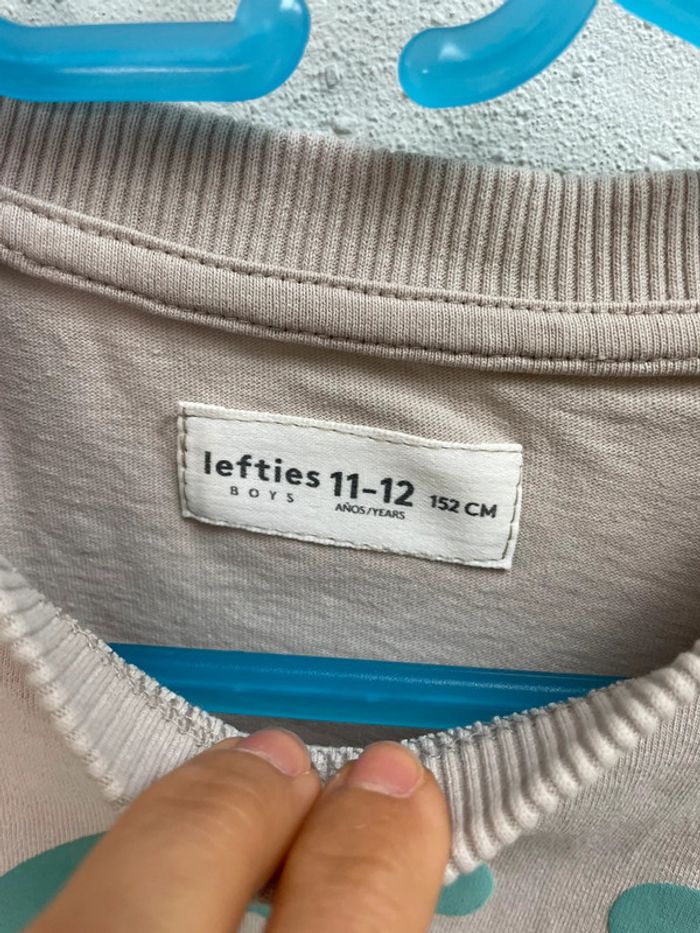 lefties 11-12 152 CM
BOYS AÑOS/YEARS